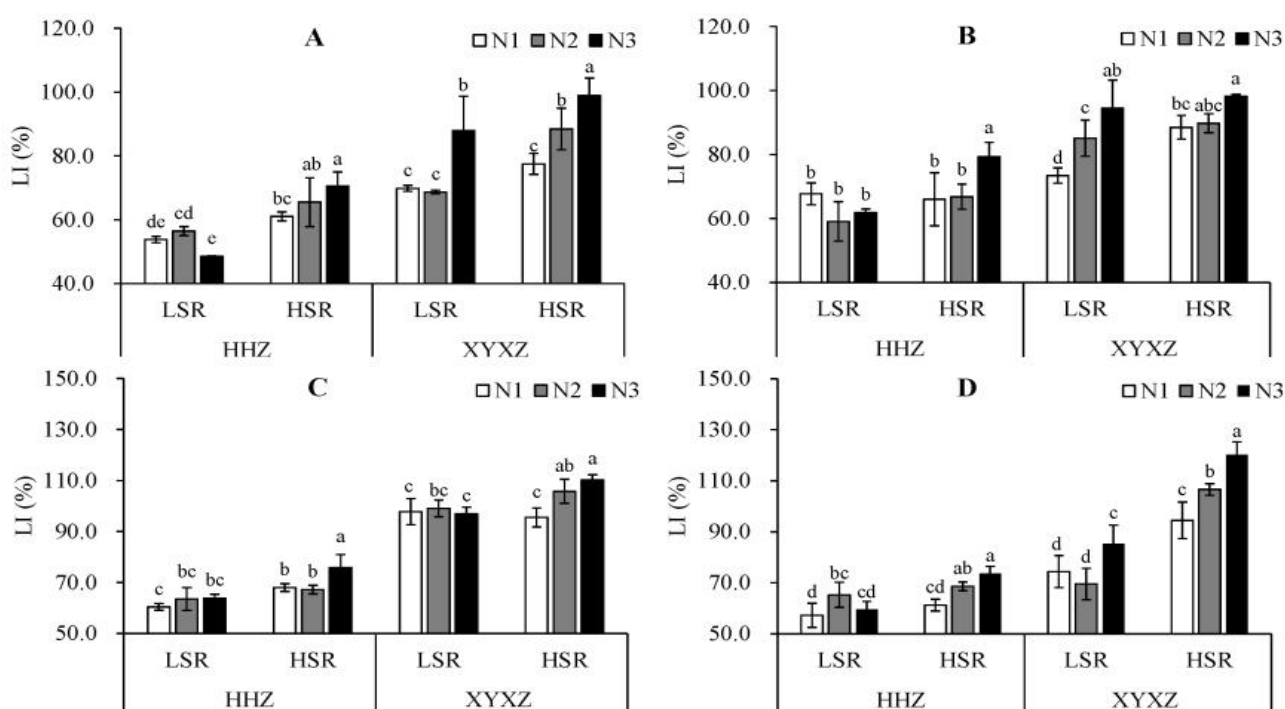 A
N1 N2 N3
LI (%)
120.0
100.0
80.0
60.0
40.0
de cd e bc ab a c c b c b a
LSR HSR LSR HSR
HHZ XYXZ
B
N1 N2 N3
LI (%)
120.0
100.0
80.0
60.0
40.0
b b b b b a d c ab bc abc a
LSR HSR LSR HSR
HHZ XYXZ
C
N1 N2 N3
LI (%)
150.0
130.0
110.0
90.0
70.0
50.0
c bc bc b b a c bc c c ab a
LSR HSR LSR HSR
HHZ XYXZ
D
N1 N2 N3
LI (%)
150.0
130.0
110.0
90.0
70.0
50.0
d bc cd cd ab a d d c c b a
LSR HSR LSR HSR
HHZ XYXZ